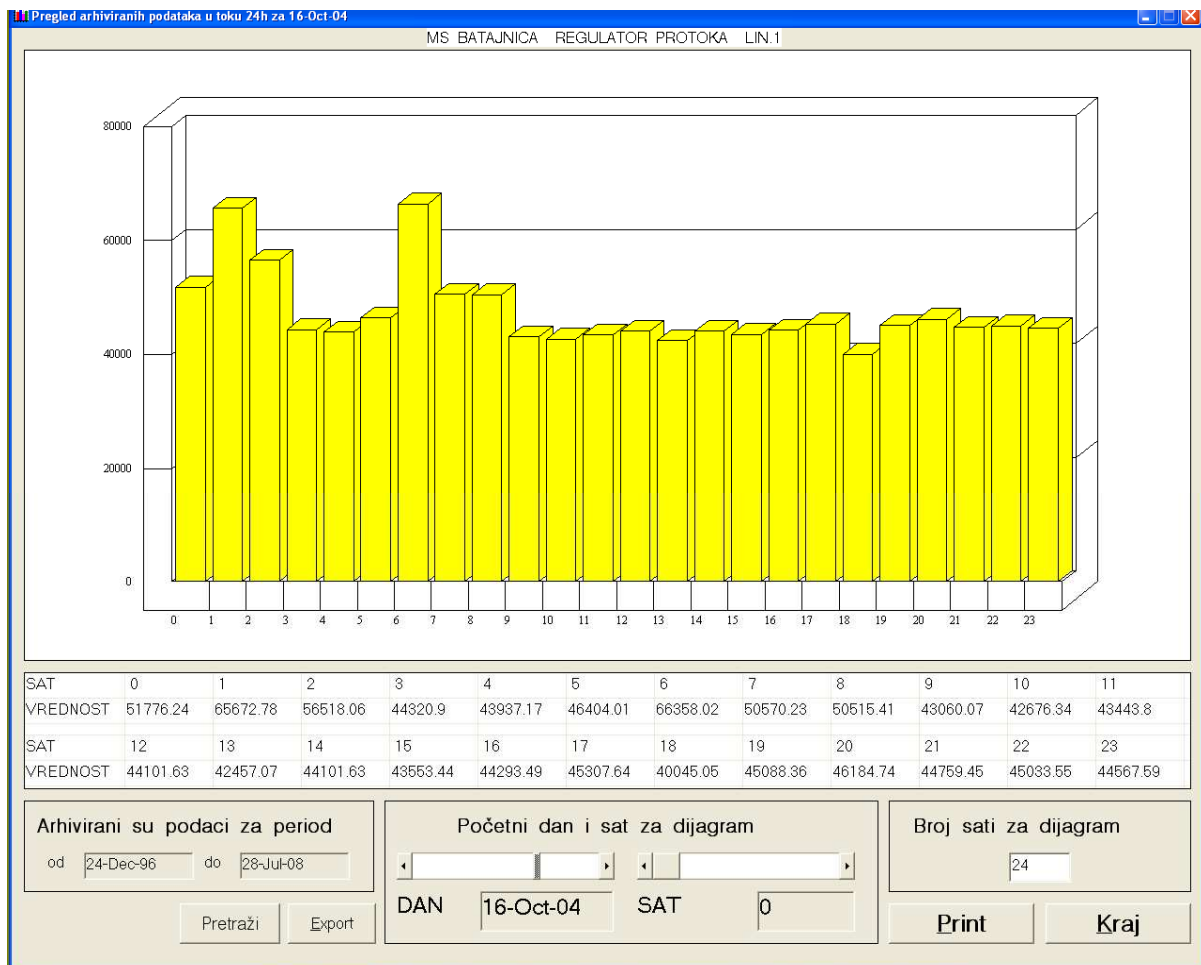 Pregled arhiviranih podataka u toku 24h za 16-Oct-04
MS BATAJNICA REGULATOR PROTOKA LIN.1
80000
60000
40000
20000
0
0 1 2 3 4 5 6 7 8 9 10 11 12 13 14 15 16 17 18 19 20 21 22 23
SAT 0 1 2 3 4 5 6 7 8 9 10 11
VREDNOST 51776.24 65672.78 56518.06 44320.9 43937.17 46404.01 66358.02 50570.23 50515.41 43060.07 42676.34 43443.8
SAT 12 13 14 15 16 17 18 19 20 21 22 23
VREDNOST 44101.63 42457.07 44101.63 43553.44 44293.49 45307.64 40045.05 45088.36 46184.74 44759.45 45033.55 44567.59
Arhivirani su podaci za period
od 24-Dec-96 do 28-Jul-08
Pretraži Export
Početni dan i sat za dijagram
DAN 16-Oct-04 SAT 0
Broj sati za dijagram
24
Print Kraj